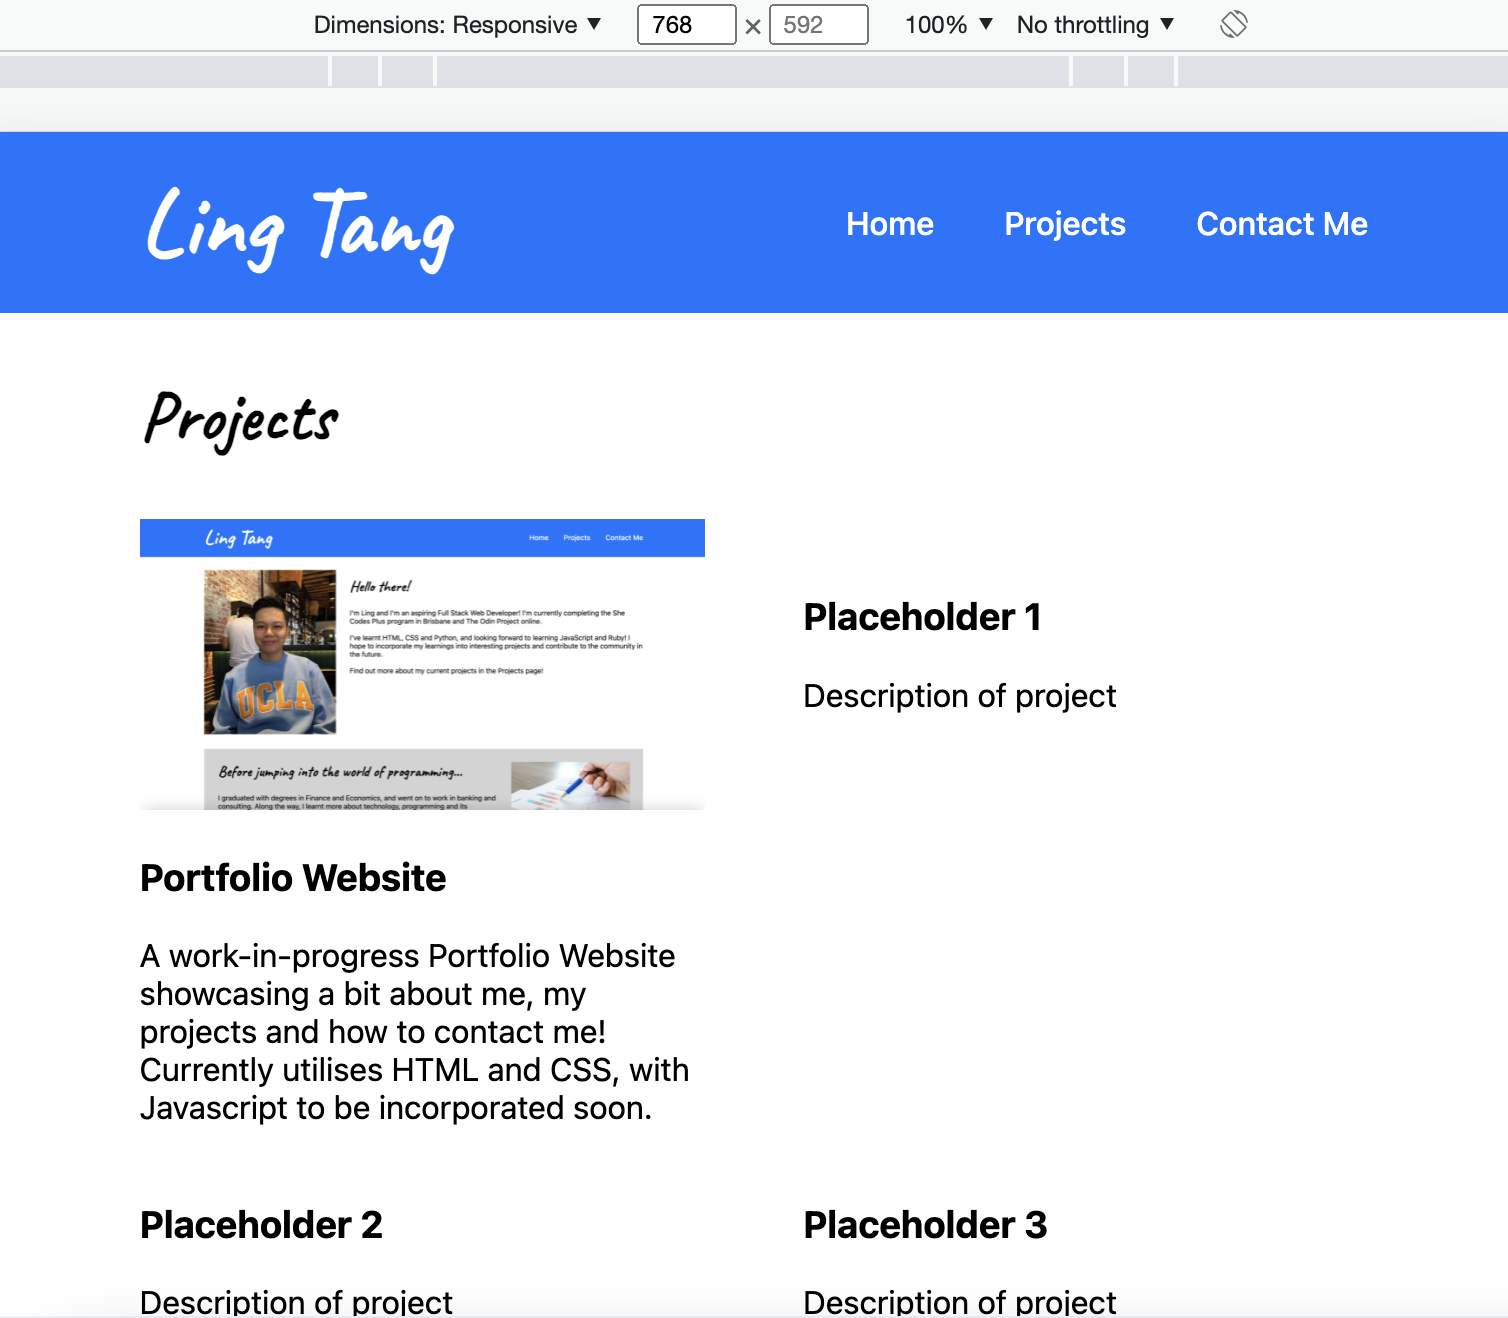 Dimensions: Responsive ▼ 768 × 592 100% ▼ No throttling ▼
Ling Tang
Home Projects Contact Me
Projects
Ling Tang
Home Projects Contact Me
Hello there!
I'm Ling and I'm an aspiring Full Stack Web Developer! I'm currently completing the She
Codes Plus program in Brisbane and The Odin Project online.
I've learnt HTML, CSS and Python, and looking forward to learning JavaScript and Ruby! I
hope to incorporate my learnings into interesting projects and contribute to the community in
the future.
Find out more about my current projects in the Projects page!
UCLA
Before jumping into the world of programming...
I graduated with degrees in Finance and Economics, and went on to work in banking and
consulting. Along the way, I learnt more about technology, programming and its
Portfolio Website
A work-in-progress Portfolio Website
showcasing a bit about me, my
projects and how to contact me!
Currently utilises HTML and CSS, with
Javascript to be incorporated soon.
Placeholder 1
Description of project
Placeholder 2
Description of project
Placeholder 3
Description of project